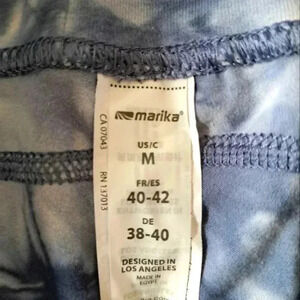 marika®
US/C
M
FR/ES
40-42
DE
38-40
DESIGNED IN
LOS ANGELES
MADE IN
EGYPT
CA 07043
RN 137013